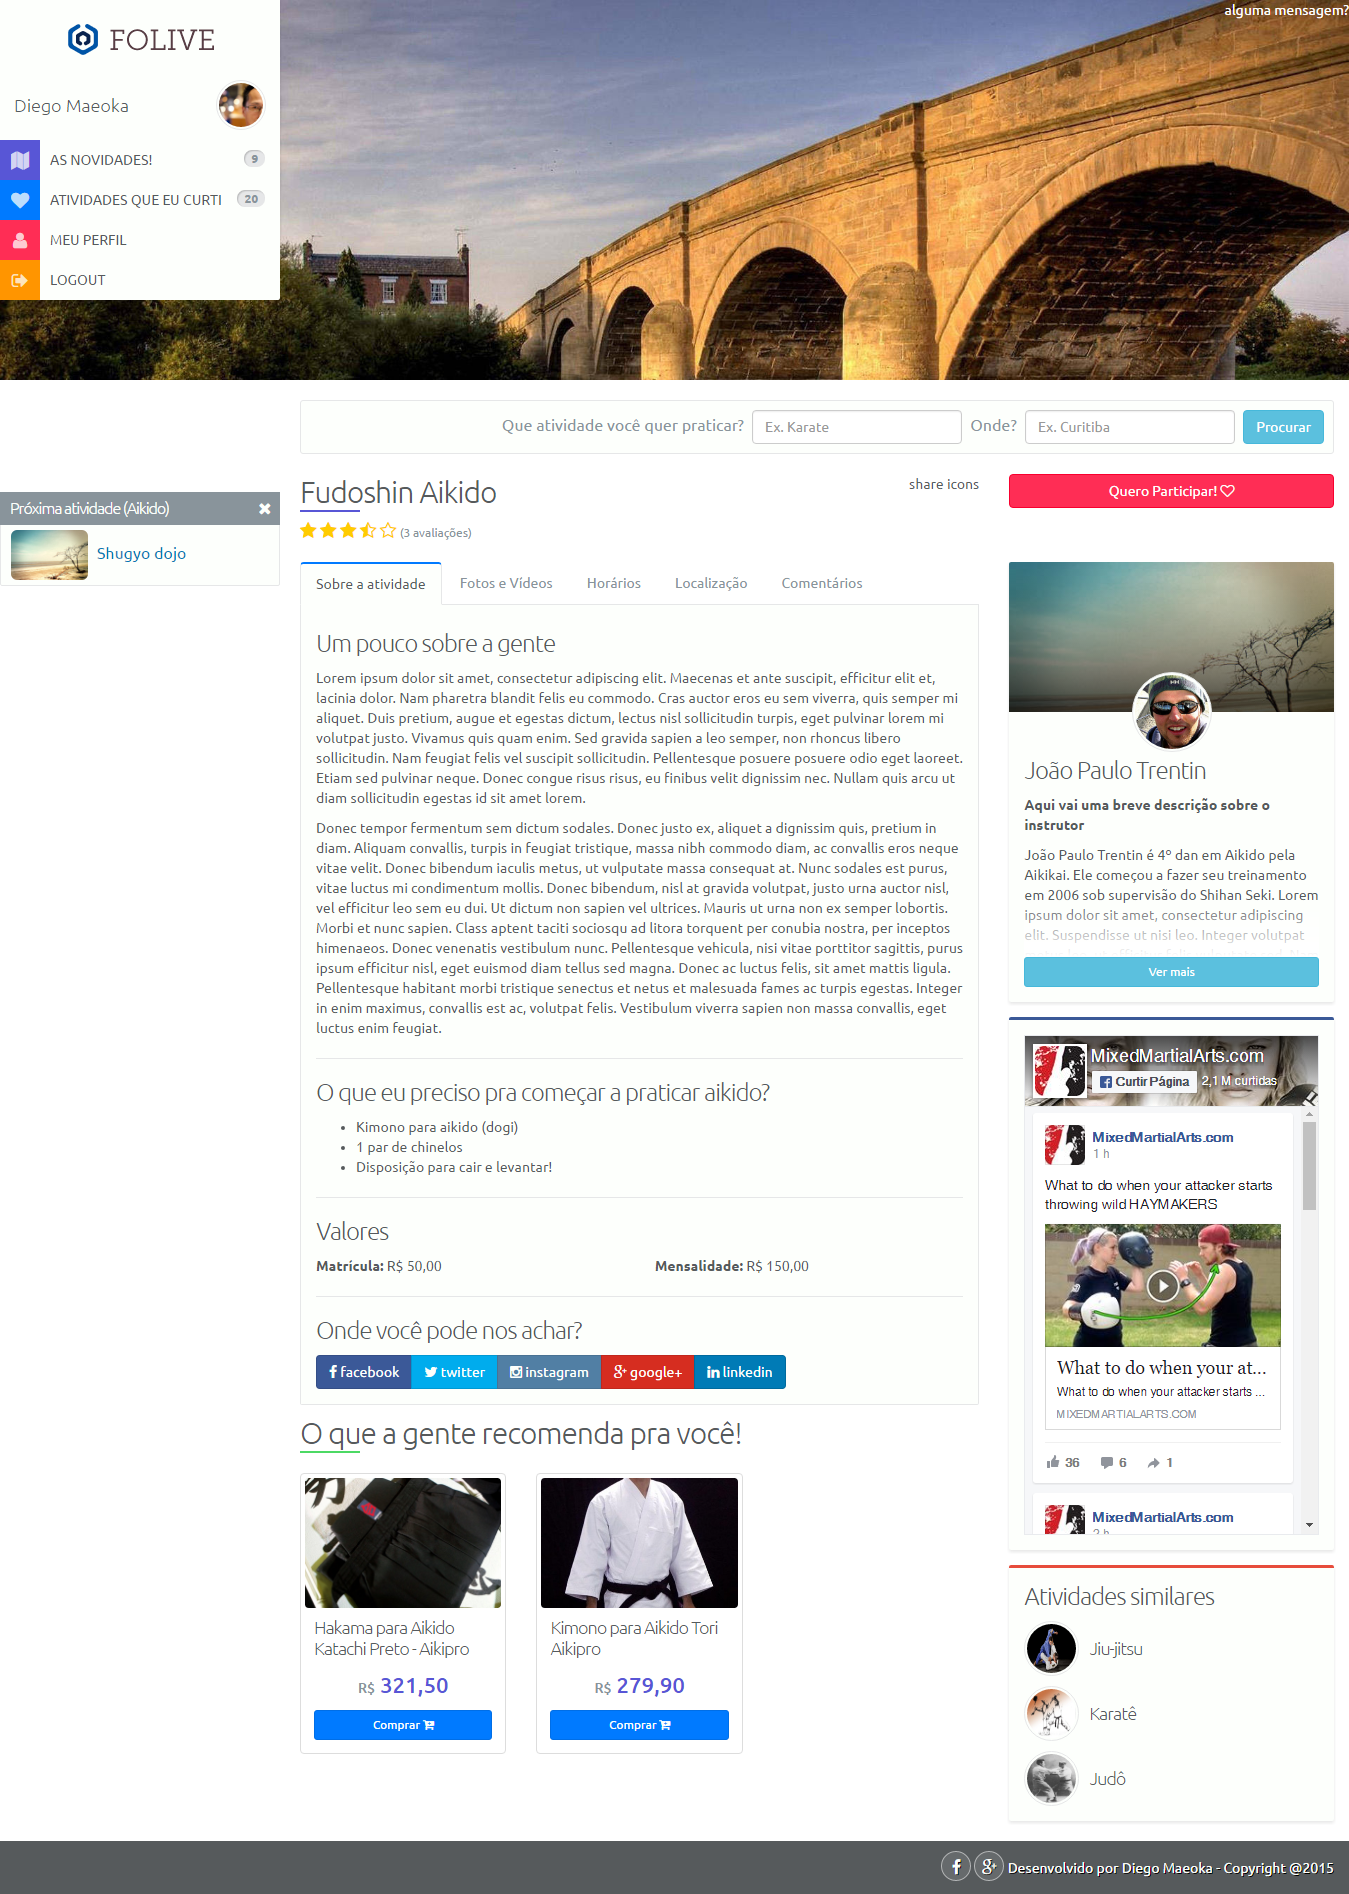 alguma mensagem?
FOLIVE
Diego Maeoka
AS NOVIDADES! 9
ATIVIDADES QUE EU CURTI 20
MEU PERFIL
LOGOUT
Que atividade você quer praticar? Ex. Karate Onde? Ex. Curitiba Procurar
Próxima atividade (Aikido)
Shugyo dojo
Fudoshin Aikido
share icons
Quero Participar!
(3 avaliações)
Sobre a atividade Fotos e Vídeos Horários Localização Comentários
Um pouco sobre a gente
Lorem ipsum dolor sit amet, consectetur adipiscing elit. Maecenas et ante suscipit, efficitur elit et,
lacinia dolor. Nam pharetra blandit felis eu commodo. Cras auctor eros eu sem viverra, quis semper mi
aliquet. Duis pretium, augue et egestas dictum, lectus nisl sollicitudin turpis, eget pulvinar lorem mi
volutpat justo. Vivamus quis quam enim. Sed gravida sapien a leo semper, non rhoncus libero
sollicitudin. Nam feugiat felis vel suscipit sollicitudin. Pellentesque posuere posuere odio eget laoreet.
Etiam sed pulvinar neque. Donec congue risus risus, eu finibus velit dignissim nec. Nullam quis arcu ut
diam sollicitudin egestas id sit amet lorem.
Donec tempor fermentum sem dictum sodales. Donec justo ex, aliquet a dignissim quis, pretium in
diam. Aliquam convallis, turpis in feugiat tristique, massa nibh commodo diam, ac convallis eros neque
vitae velit. Donec bibendum iaculis metus, ut vulputate massa consequat at. Nunc sodales est purus,
vitae luctus mi condimentum mollis. Donec bibendum, nisl at gravida volutpat, justo urna auctor nisl,
vel efficitur leo sem eu dui. Ut dictum non sapien vel ultrices. Mauris ut urna non ex semper lobortis.
Morbi et nunc sapien. Class aptent taciti sociosqu ad litora torquent per conubia nostra, per inceptos
himenaeos. Donec venenatis vestibulum nunc. Pellentesque vehicula, nisi vitae porttitor sagittis, purus
ipsum efficitur nisl, eget euismod diam tellus sed magna. Donec ac luctus felis, sit amet mattis ligula.
Pellentesque habitant morbi tristique senectus et netus et malesuada fames ac turpis egestas. Integer
in enim maximus, convallis est ac, volutpat felis. Vestibulum viverra sapien non massa convallis, eget
luctus enim feugiat.
O que eu preciso pra começar a praticar aikido?
• Kimono para aikido (dogi)
• 1 par de chinelos
• Disposição para cair e levantar!
Valores
Matrícula: R$ 50,00 Mensalidade: R$ 150,00
Onde você pode nos achar?
facebook twitter instagram google+ linkedin
O que a gente recomenda pra você!
Hakama para Aikido
Katachi Preto - Aikipro
R$ 321,50
Comprar
Kimono para Aikido Tori
Aikipro
R$ 279,90
Comprar
João Paulo Trentin
Aqui vai uma breve descrição sobre o
instrutor
João Paulo Trentin é 4º dan em Aikido pela
Aikikai. Ele começou a fazer seu treinamento
em 2006 sob supervisão do Shihan Seki. Lorem
ipsum dolor sit amet, consectetur adipiscing
elit. Suspendisse ut nisi leo. Integer volutpat
Ver mais
MixedMartialArts.com
Curtir Página 2,1 M curtidas
MixedMartialArts.com
1 h
What to do when your attacker starts
throwing wild HAYMAKERS
What to do when your at...
What to do when your attacker starts ...
MIXEDMARTIALARTS.COM
36 6 1
MixedMartialArts.com
2 h
Atividades similares
Jiu-jitsu
Karatê
Judô
Desenvolvido por Diego Maeoka - Copyright @2015